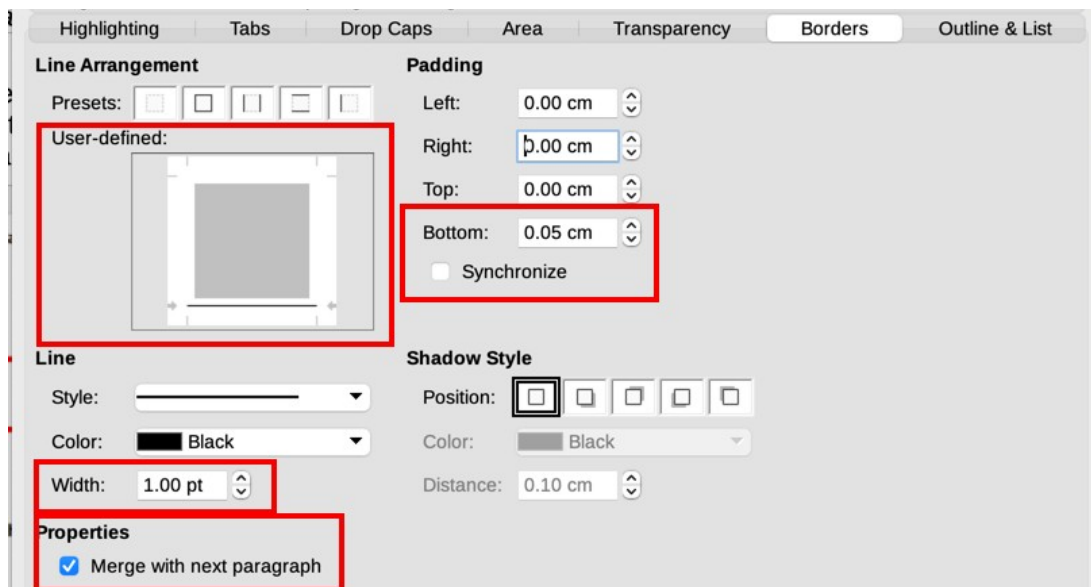 Highlighting Tabs Drop Caps Area Transparency Borders Outline & List
Line Arrangement
Presets:
User-defined:
Padding
Left: 0.00 cm
Right: 0.00 cm
Top: 0.00 cm
Bottom: 0.05 cm
Synchronize
Line
Style:
Color: Black
Width: 1.00 pt
Shadow Style
Position:
Color: Black
Distance: 0.10 cm
Properties
Merge with next paragraph